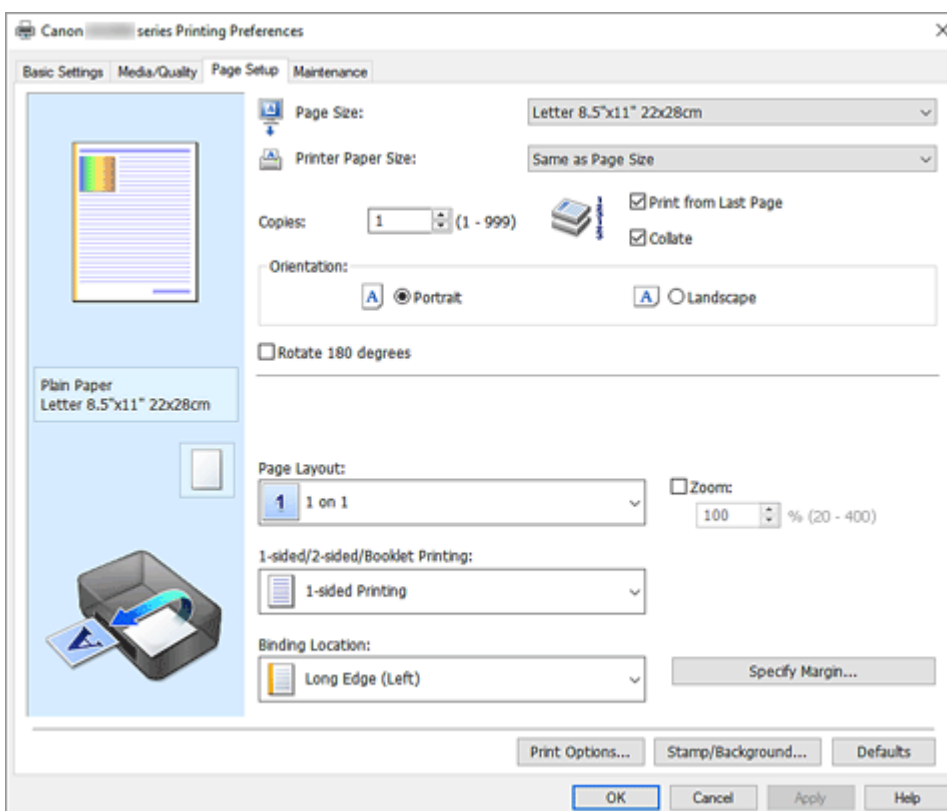 Canon series Printing Preferences
Basic Settings Media/Quality Page Setup Maintenance
Page Size: Letter 8.5"x11" 22x28cm
Printer Paper Size: Same as Page Size
Copies: 1 (1 - 999)
Print from Last Page
Collate
Orientation:
A Portrait A Landscape
Rotate 180 degrees
Plain Paper
Letter 8.5"x11" 22x28cm
Page Layout:
1 1 on 1
Zoom:
100 % (20 - 400)
1-sided/2-sided/Booklet Printing:
1-sided Printing
Binding Location:
Long Edge (Left)
Specify Margin...
A
Print Options... Stamp/Background... Defaults
OK Cancel Apply Help